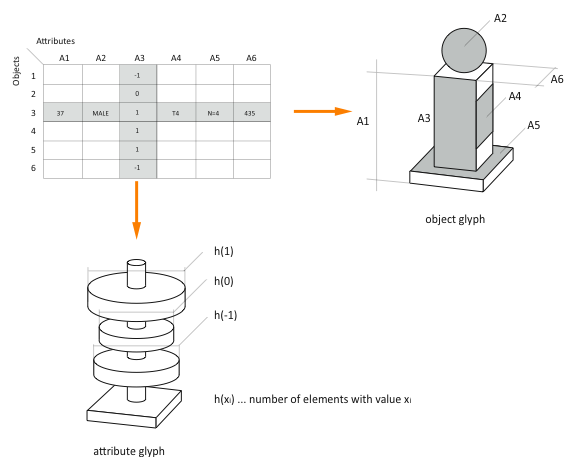 Attributes
Objects
A1 A2 A3 A4 A5 A6
1 -1
2 0
3 37 MALE 1 T4 N=4 435
4 1
5 1
6 -1
A2
A6
A4
A3
A1
A5
object glyph
h(1)
h(0)
h(-1)
h(xᵢ) ... number of elements with value xᵢ
attribute glyph